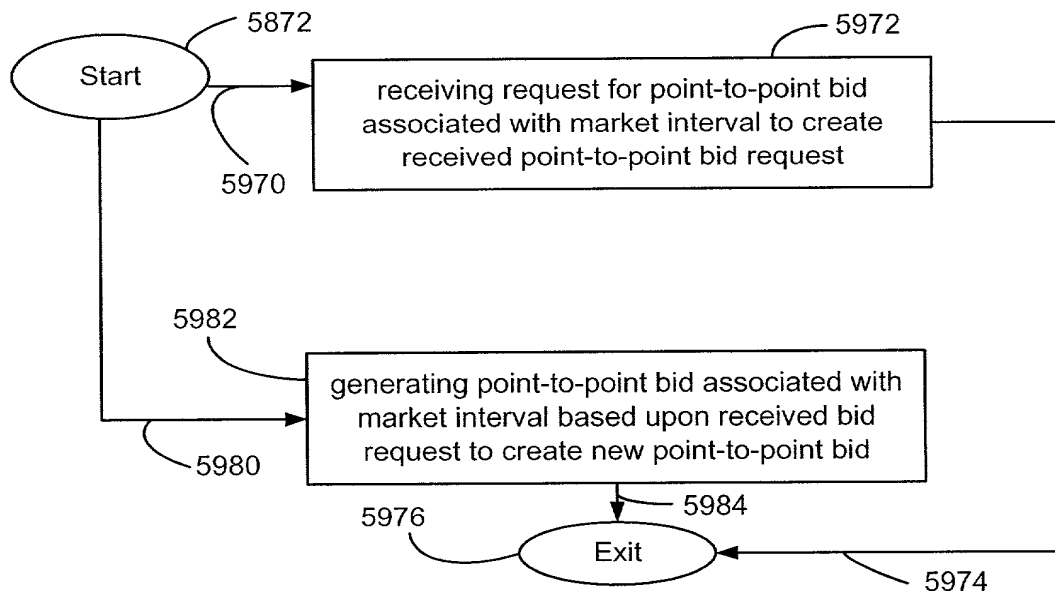 5872
Start
5972
receiving request for point-to-point bid
associated with market interval to create
received point-to-point bid request
5970
5982
generating point-to-point bid associated with
market interval based upon received bid
request to create new point-to-point bid
5980
5984
5976
Exit
5974